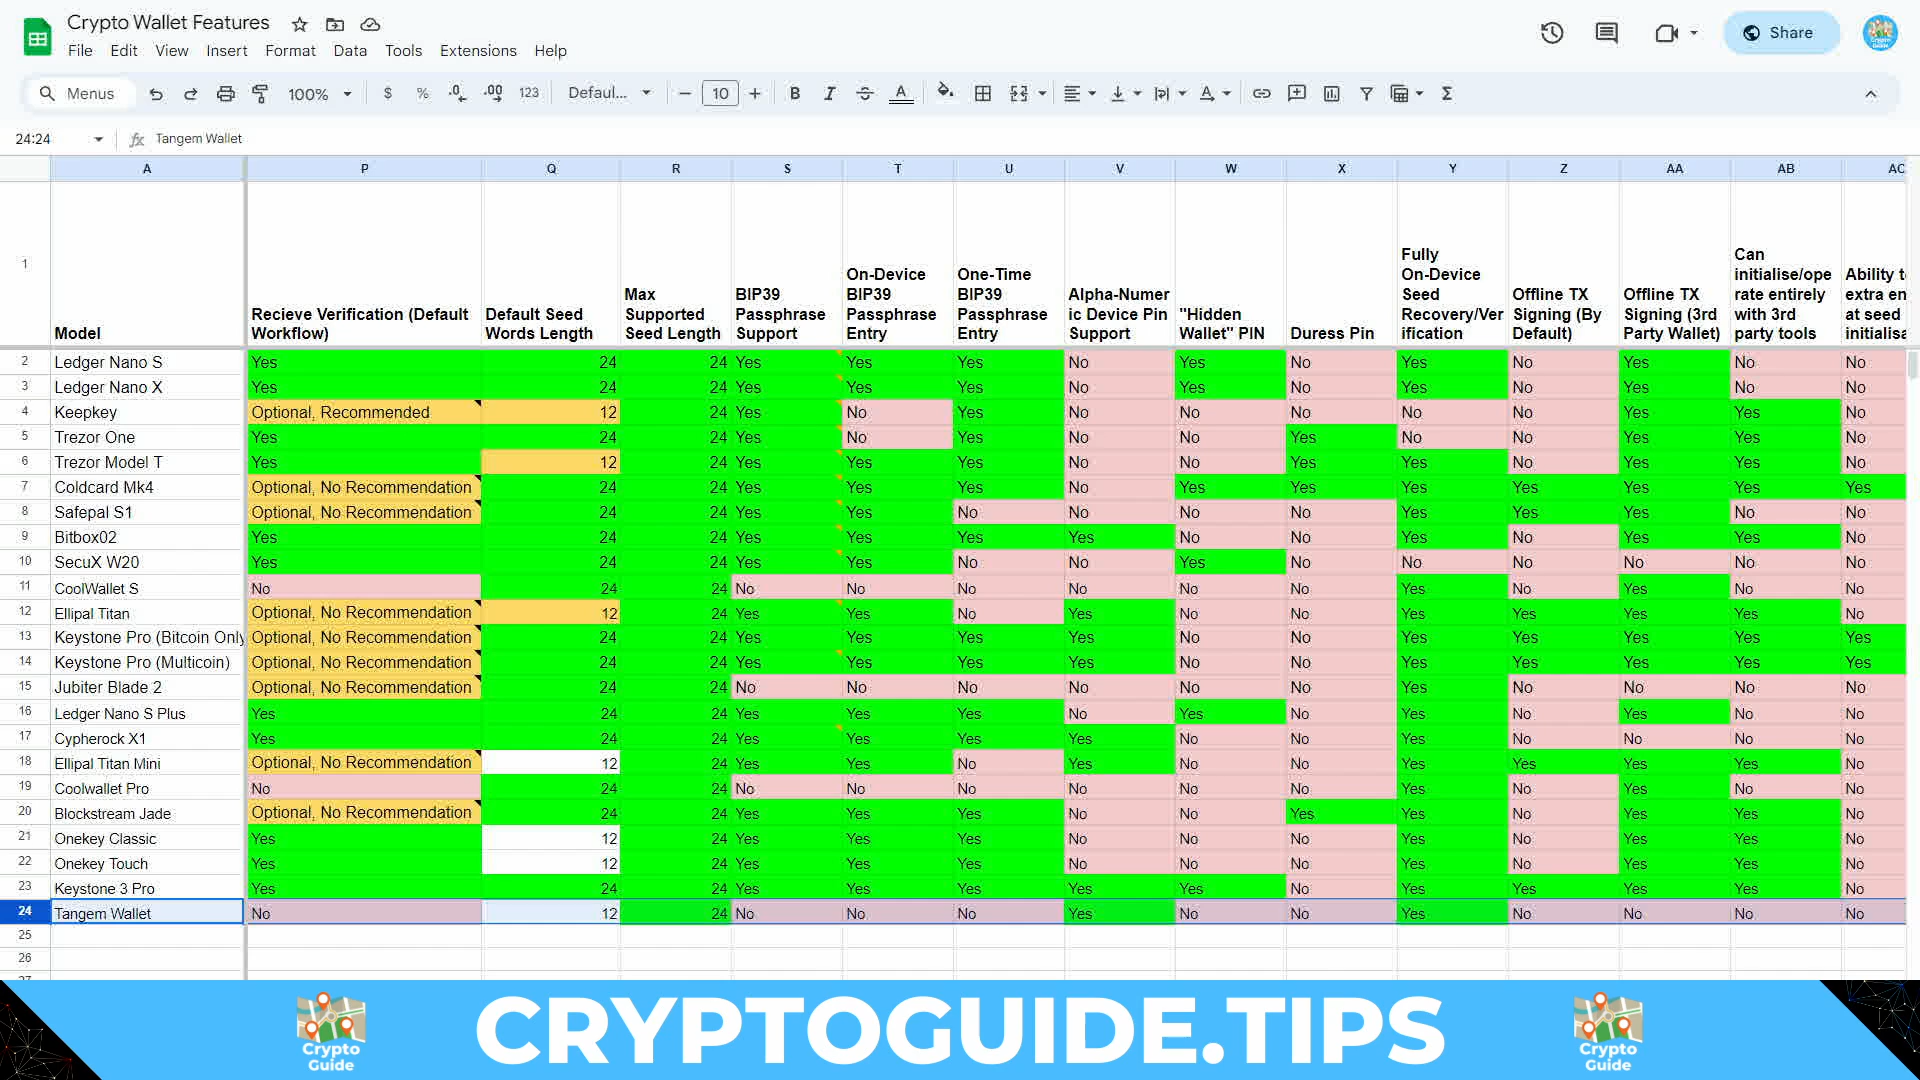 Crypto Wallet Features
File Edit View Insert Format Data Tools Extensions Help
Share
Menus 100% $ % .0 .00 123 Defaul... − 10 + B I A Σ
24:24 fx Tangem Wallet
A P Q R S T U V W X Y Z AA AB AC
1
Model
Recieve Verification (Default
Workflow)
Default Seed
Words Length
Max
Supported
Seed Length
BIP39
Passphrase
Support
On-Device
BIP39
Passphrase
Entry
One-Time
BIP39
Passphrase
Entry
Alpha-Numer
ic Device Pin
Support
"Hidden
Wallet" PIN
Duress Pin
Fully
On-Device
Seed
Recovery/Ver
ification
Offline TX
Signing (By
Default)
Offline TX
Signing (3rd
Party Wallet)
Can
initialise/ope
rate entirely
with 3rd
party tools
Ability t
extra en
at seed
initialisa
2 Ledger Nano S Yes 24 24 Yes Yes Yes No Yes No Yes No Yes No No
3 Ledger Nano X Yes 24 24 Yes Yes Yes No Yes No Yes No Yes No No
4 Keepkey Optional, Recommended 12 24 Yes No Yes No No No No No Yes Yes No
5 Trezor One Yes 24 24 Yes No Yes No No Yes No No Yes Yes No
6 Trezor Model T Yes 12 24 Yes Yes Yes No No Yes Yes No Yes Yes No
7 Coldcard Mk4 Optional, No Recommendation 24 24 Yes Yes Yes No Yes Yes Yes Yes Yes Yes Yes
8 Safepal S1 Optional, No Recommendation 24 24 Yes Yes No No No No Yes Yes Yes No No
9 Bitbox02 Yes 24 24 Yes Yes Yes Yes No No Yes No Yes Yes No
10 SecuX W20 Yes 24 24 Yes Yes No No Yes No No No No No No
11 CoolWallet S No 24 24 No No No No No No Yes No Yes No No
12 Ellipal Titan Optional, No Recommendation 12 24 Yes Yes No Yes No No Yes Yes Yes Yes No
13 Keystone Pro (Bitcoin Only Optional, No Recommendation 24 24 Yes Yes Yes Yes No No Yes Yes Yes Yes Yes
14 Keystone Pro (Multicoin) Optional, No Recommendation 24 24 Yes Yes Yes Yes No No Yes Yes Yes Yes Yes
15 Jubiter Blade 2 Optional, No Recommendation 24 24 No No No No No No Yes No No No No
16 Ledger Nano S Plus Yes 24 24 Yes Yes Yes No Yes No Yes No Yes No No
17 Cypherock X1 Yes 24 24 Yes Yes Yes Yes No No Yes No No No No
18 Ellipal Titan Mini Optional, No Recommendation 12 24 Yes Yes No Yes No No Yes Yes Yes Yes No
19 Coolwallet Pro No 24 24 No No No No No No Yes No Yes No No
20 Blockstream Jade Optional, No Recommendation 24 24 Yes Yes Yes No No Yes Yes No Yes Yes No
21 Onekey Classic Yes 12 24 Yes Yes Yes No No No Yes No Yes Yes No
22 Onekey Touch Yes 12 24 Yes Yes Yes No No No Yes No Yes Yes No
23 Keystone 3 Pro Yes 24 24 Yes Yes Yes Yes Yes No Yes Yes Yes Yes No
24 Tangem Wallet No 12 24 No No No Yes No No Yes No No No No
25
26
27
Crypto
Guide
CRYPTOGUIDE.TIPS
Crypto
Guide